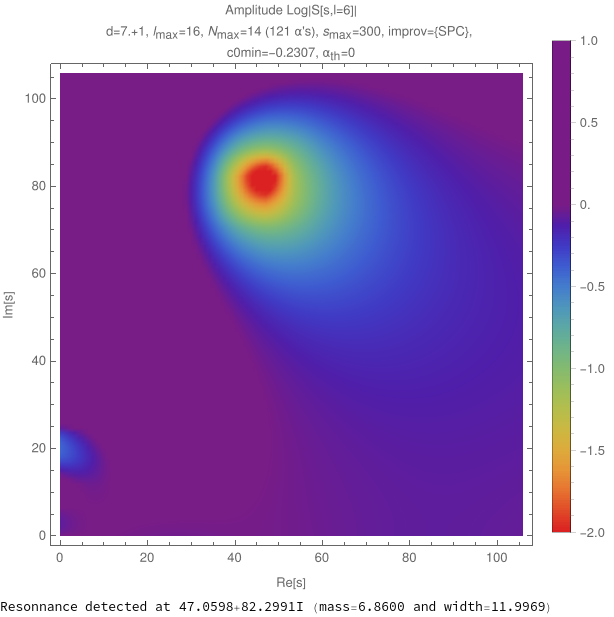 Amplitude Log|S[s,l=6]|
d=7.+1, lmax=16, Nmax=14 (121 α's), smax=300, improv={SPC},
c0min=−0.2307, αth=0
1.0
0.5
0.
−0.5
−1.0
−1.5
−2.0
100
80
60
40
20
0
Im[s]
0 20 40 60 80 100
Re[s]
Resonnance detected at 47.0598+82.2991I (mass=6.8600 and width=11.9969)